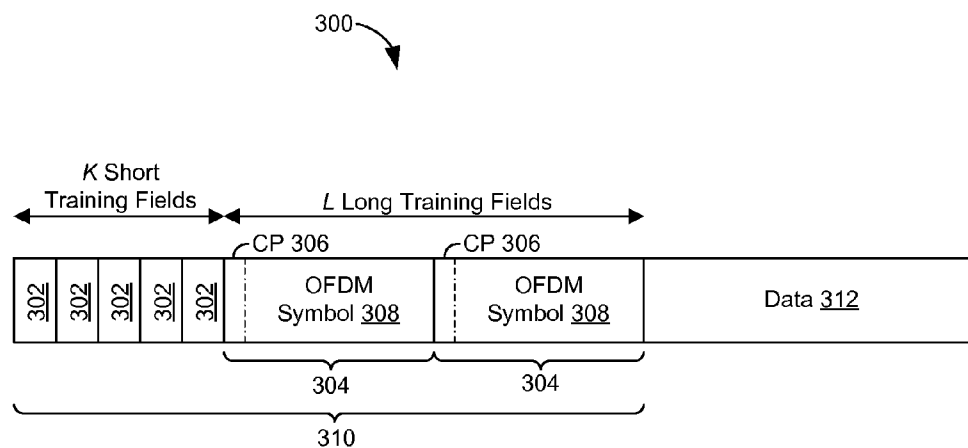 300
K Short
Training Fields
L Long Training Fields
CP 306
CP 306
302
302
302
302
302
OFDM
Symbol 308
OFDM
Symbol 308
Data 312
304
304
310